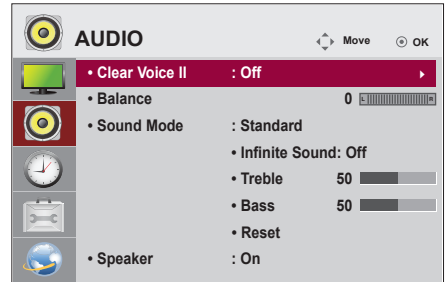 AUDIO
Move
OK
• Clear Voice II : Off
• Balance 0 L R
• Sound Mode : Standard
• Infinite Sound: Off
• Treble 50
• Bass 50
• Reset
• Speaker : On